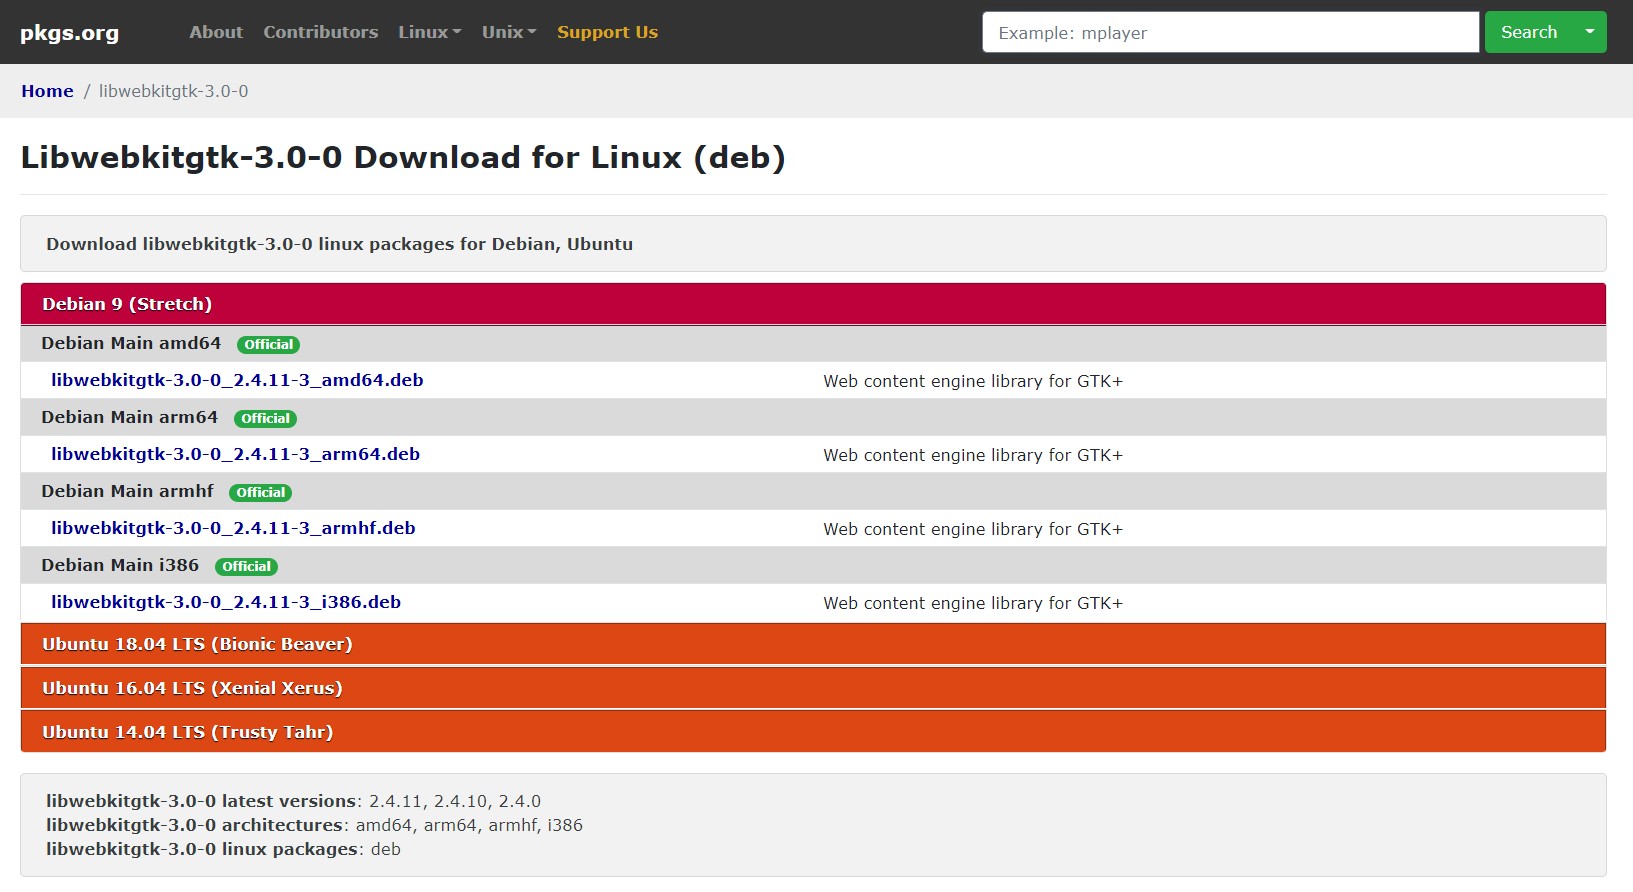 pkgs.org About Contributors Linux Unix Support Us Example: mplayer Search
Home / libwebkitgtk-3.0-0
Libwebkitgtk-3.0-0 Download for Linux (deb)
Download libwebkitgtk-3.0-0 linux packages for Debian, Ubuntu
Debian 9 (Stretch)
Debian Main amd64 Official
libwebkitgtk-3.0-0_2.4.11-3_amd64.deb Web content engine library for GTK+
Debian Main arm64 Official
libwebkitgtk-3.0-0_2.4.11-3_arm64.deb Web content engine library for GTK+
Debian Main armhf Official
libwebkitgtk-3.0-0_2.4.11-3_armhf.deb Web content engine library for GTK+
Debian Main i386 Official
libwebkitgtk-3.0-0_2.4.11-3_i386.deb Web content engine library for GTK+
Ubuntu 18.04 LTS (Bionic Beaver)
Ubuntu 16.04 LTS (Xenial Xerus)
Ubuntu 14.04 LTS (Trusty Tahr)
libwebkitgtk-3.0-0 latest versions: 2.4.11, 2.4.10, 2.4.0
libwebkitgtk-3.0-0 architectures: amd64, arm64, armhf, i386
libwebkitgtk-3.0-0 linux packages: deb